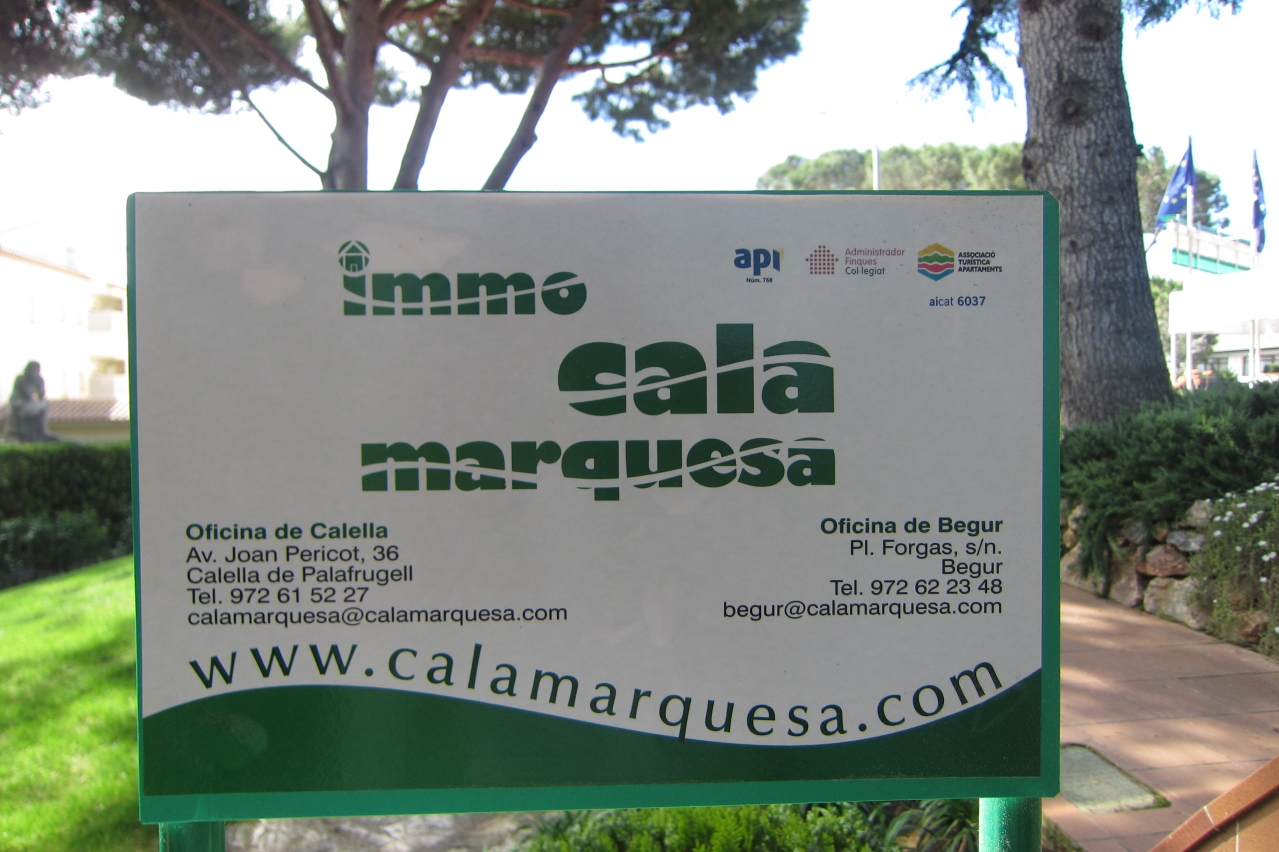 immo
cala
marquesa
apı
Núm. 768
Administrador
Finques
Col·legiat
ASSOCIACIÓ
TURÍSTICA
APARTAMENTS
aicat 6037
Oficina de Calella
Av. Joan Pericot, 36
Calella de Palafrugell
Tel. 972 61 52 27
calamarquesa@calamarquesa.com
Oficina de Begur
Pl. Forgas, s/n.
Begur
Tel. 972 62 23 48
begur@calamarquesa.com
www.calamarquesa.com